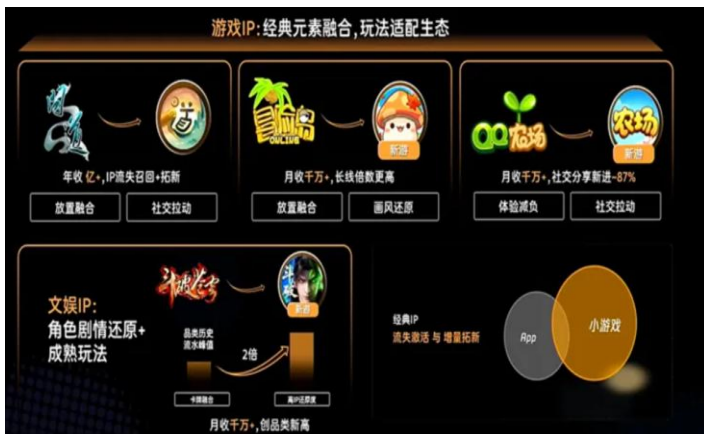 游戏IP:经典元素融合,玩法适配生态
问道
道
年收 亿+,IP流失召回+拓新
放置融合
社交拉动
冒险岛
新游
月收千万+,长线倍数更高
放置融合
画风还原
QQ农场
农场
新游
月收千万+,社交分享新进~87%
体验减负
社交拉动
文娱IP:
角色剧情还原+
成熟玩法
斗破苍穹
斗破
新游
品类历史
流水峰值
2倍
卡牌融合
高IP还原度
月收千万+,创品类新高
经典IP
流失激活 与 增量拓新
App
小游戏